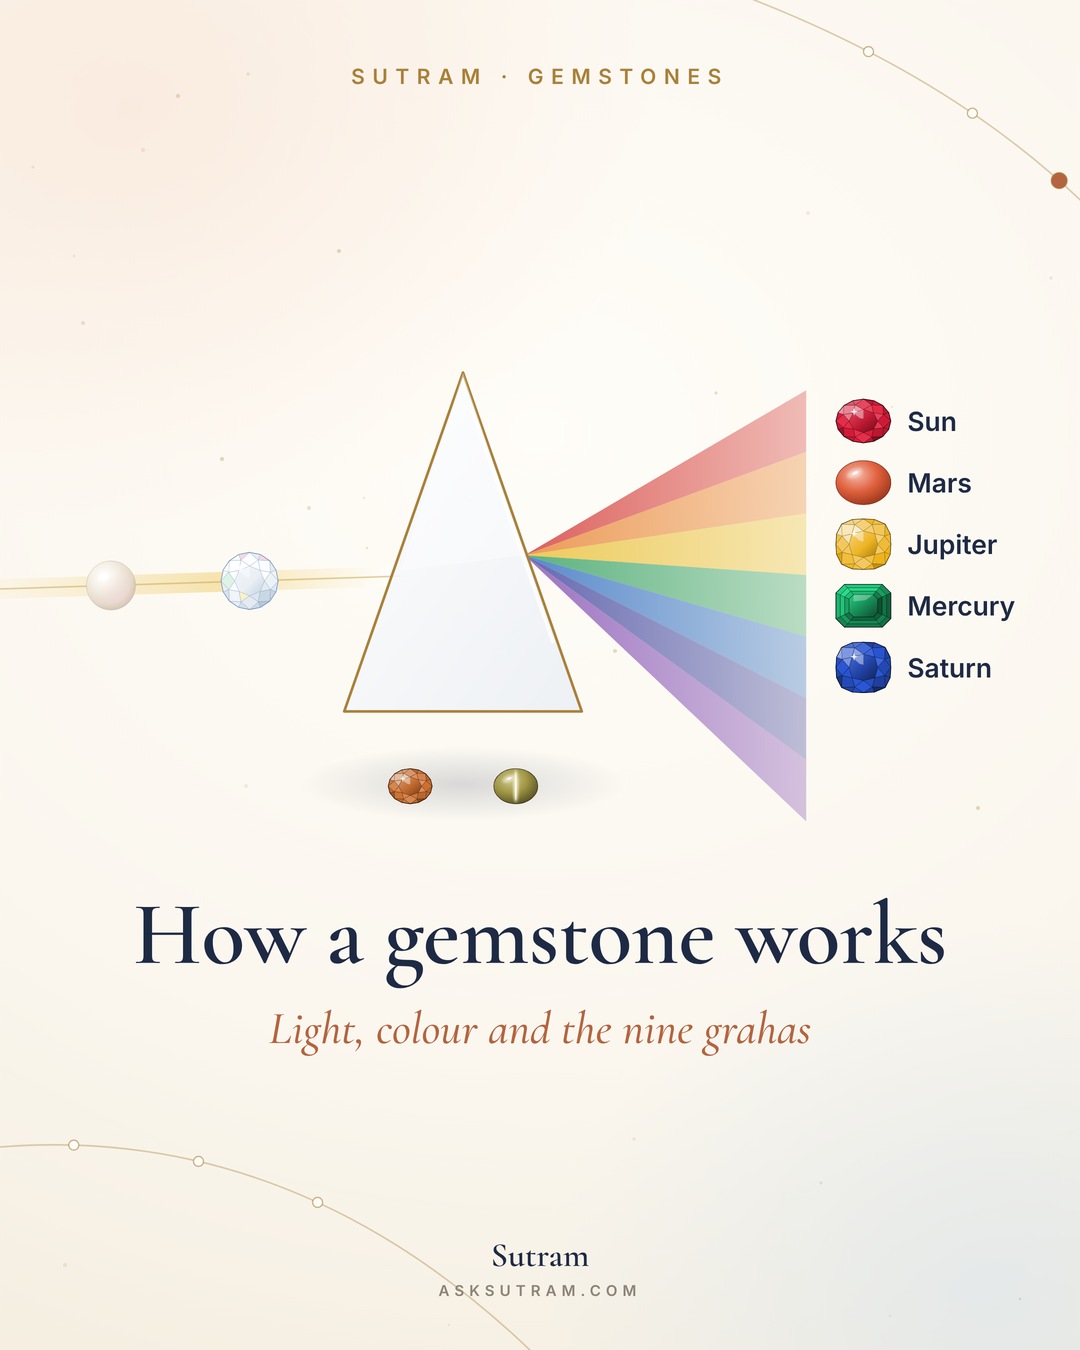 SUTRAM · GEMSTONES
Sun
Mars
Jupiter
Mercury
Saturn
How a gemstone works
Light, colour and the nine grahas
Sutram
ASKSUTRAM.COM